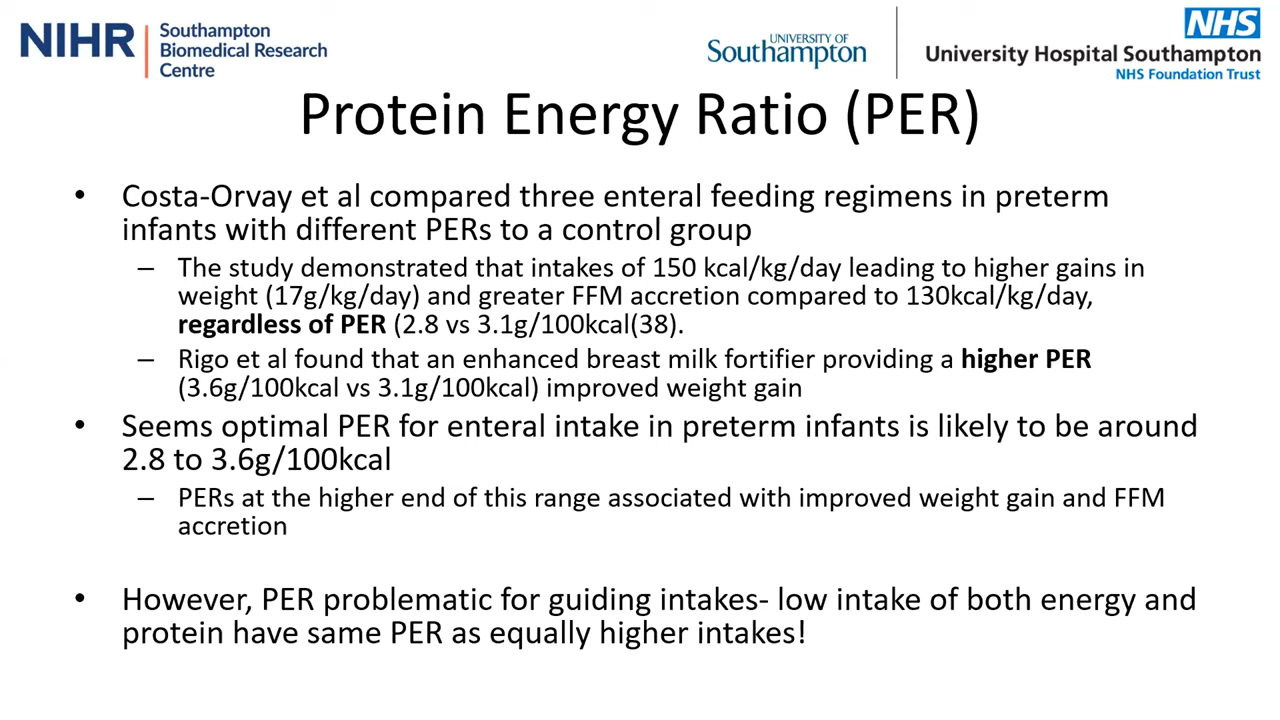 NIHR
Southampton
Biomedical Research
Centre
UNIVERSITY OF
Southampton
NHS
University Hospital Southampton
NHS Foundation Trust
Protein Energy Ratio (PER)
• Costa-Orvay et al compared three enteral feeding regimens in preterm
infants with different PERs to a control group
– The study demonstrated that intakes of 150 kcal/kg/day leading to higher gains in
weight (17g/kg/day) and greater FFM accretion compared to 130kcal/kg/day,
regardless of PER (2.8 vs 3.1g/100kcal(38).
– Rigo et al found that an enhanced breast milk fortifier providing a higher PER
(3.6g/100kcal vs 3.1g/100kcal) improved weight gain
• Seems optimal PER for enteral intake in preterm infants is likely to be around
2.8 to 3.6g/100kcal
– PERs at the higher end of this range associated with improved weight gain and FFM
accretion
• However, PER problematic for guiding intakes- low intake of both energy and
protein have same PER as equally higher intakes!